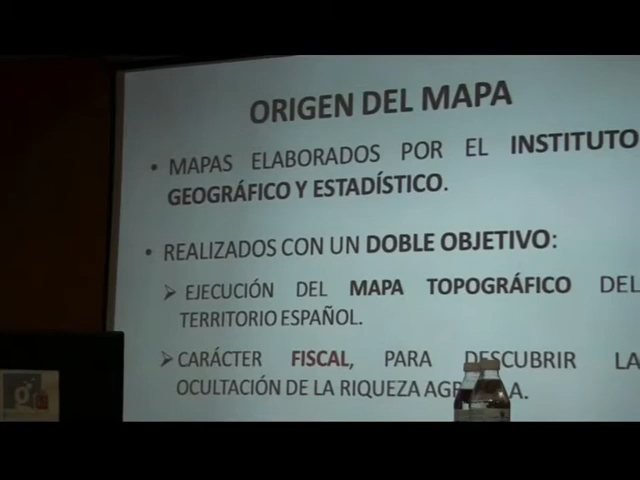 ORIGEN DEL MAPA
• MAPAS ELABORADOS POR EL INSTITUTO
GEOGRÁFICO Y ESTADÍSTICO.
• REALIZADOS CON UN DOBLE OBJETIVO:
➢ EJECUCIÓN DEL MAPA TOPOGRÁFICO DEL
TERRITORIO ESPAÑOL.
➢ CARÁCTER FISCAL, PARA DESCUBRIR LA
OCULTACIÓN DE LA RIQUEZA